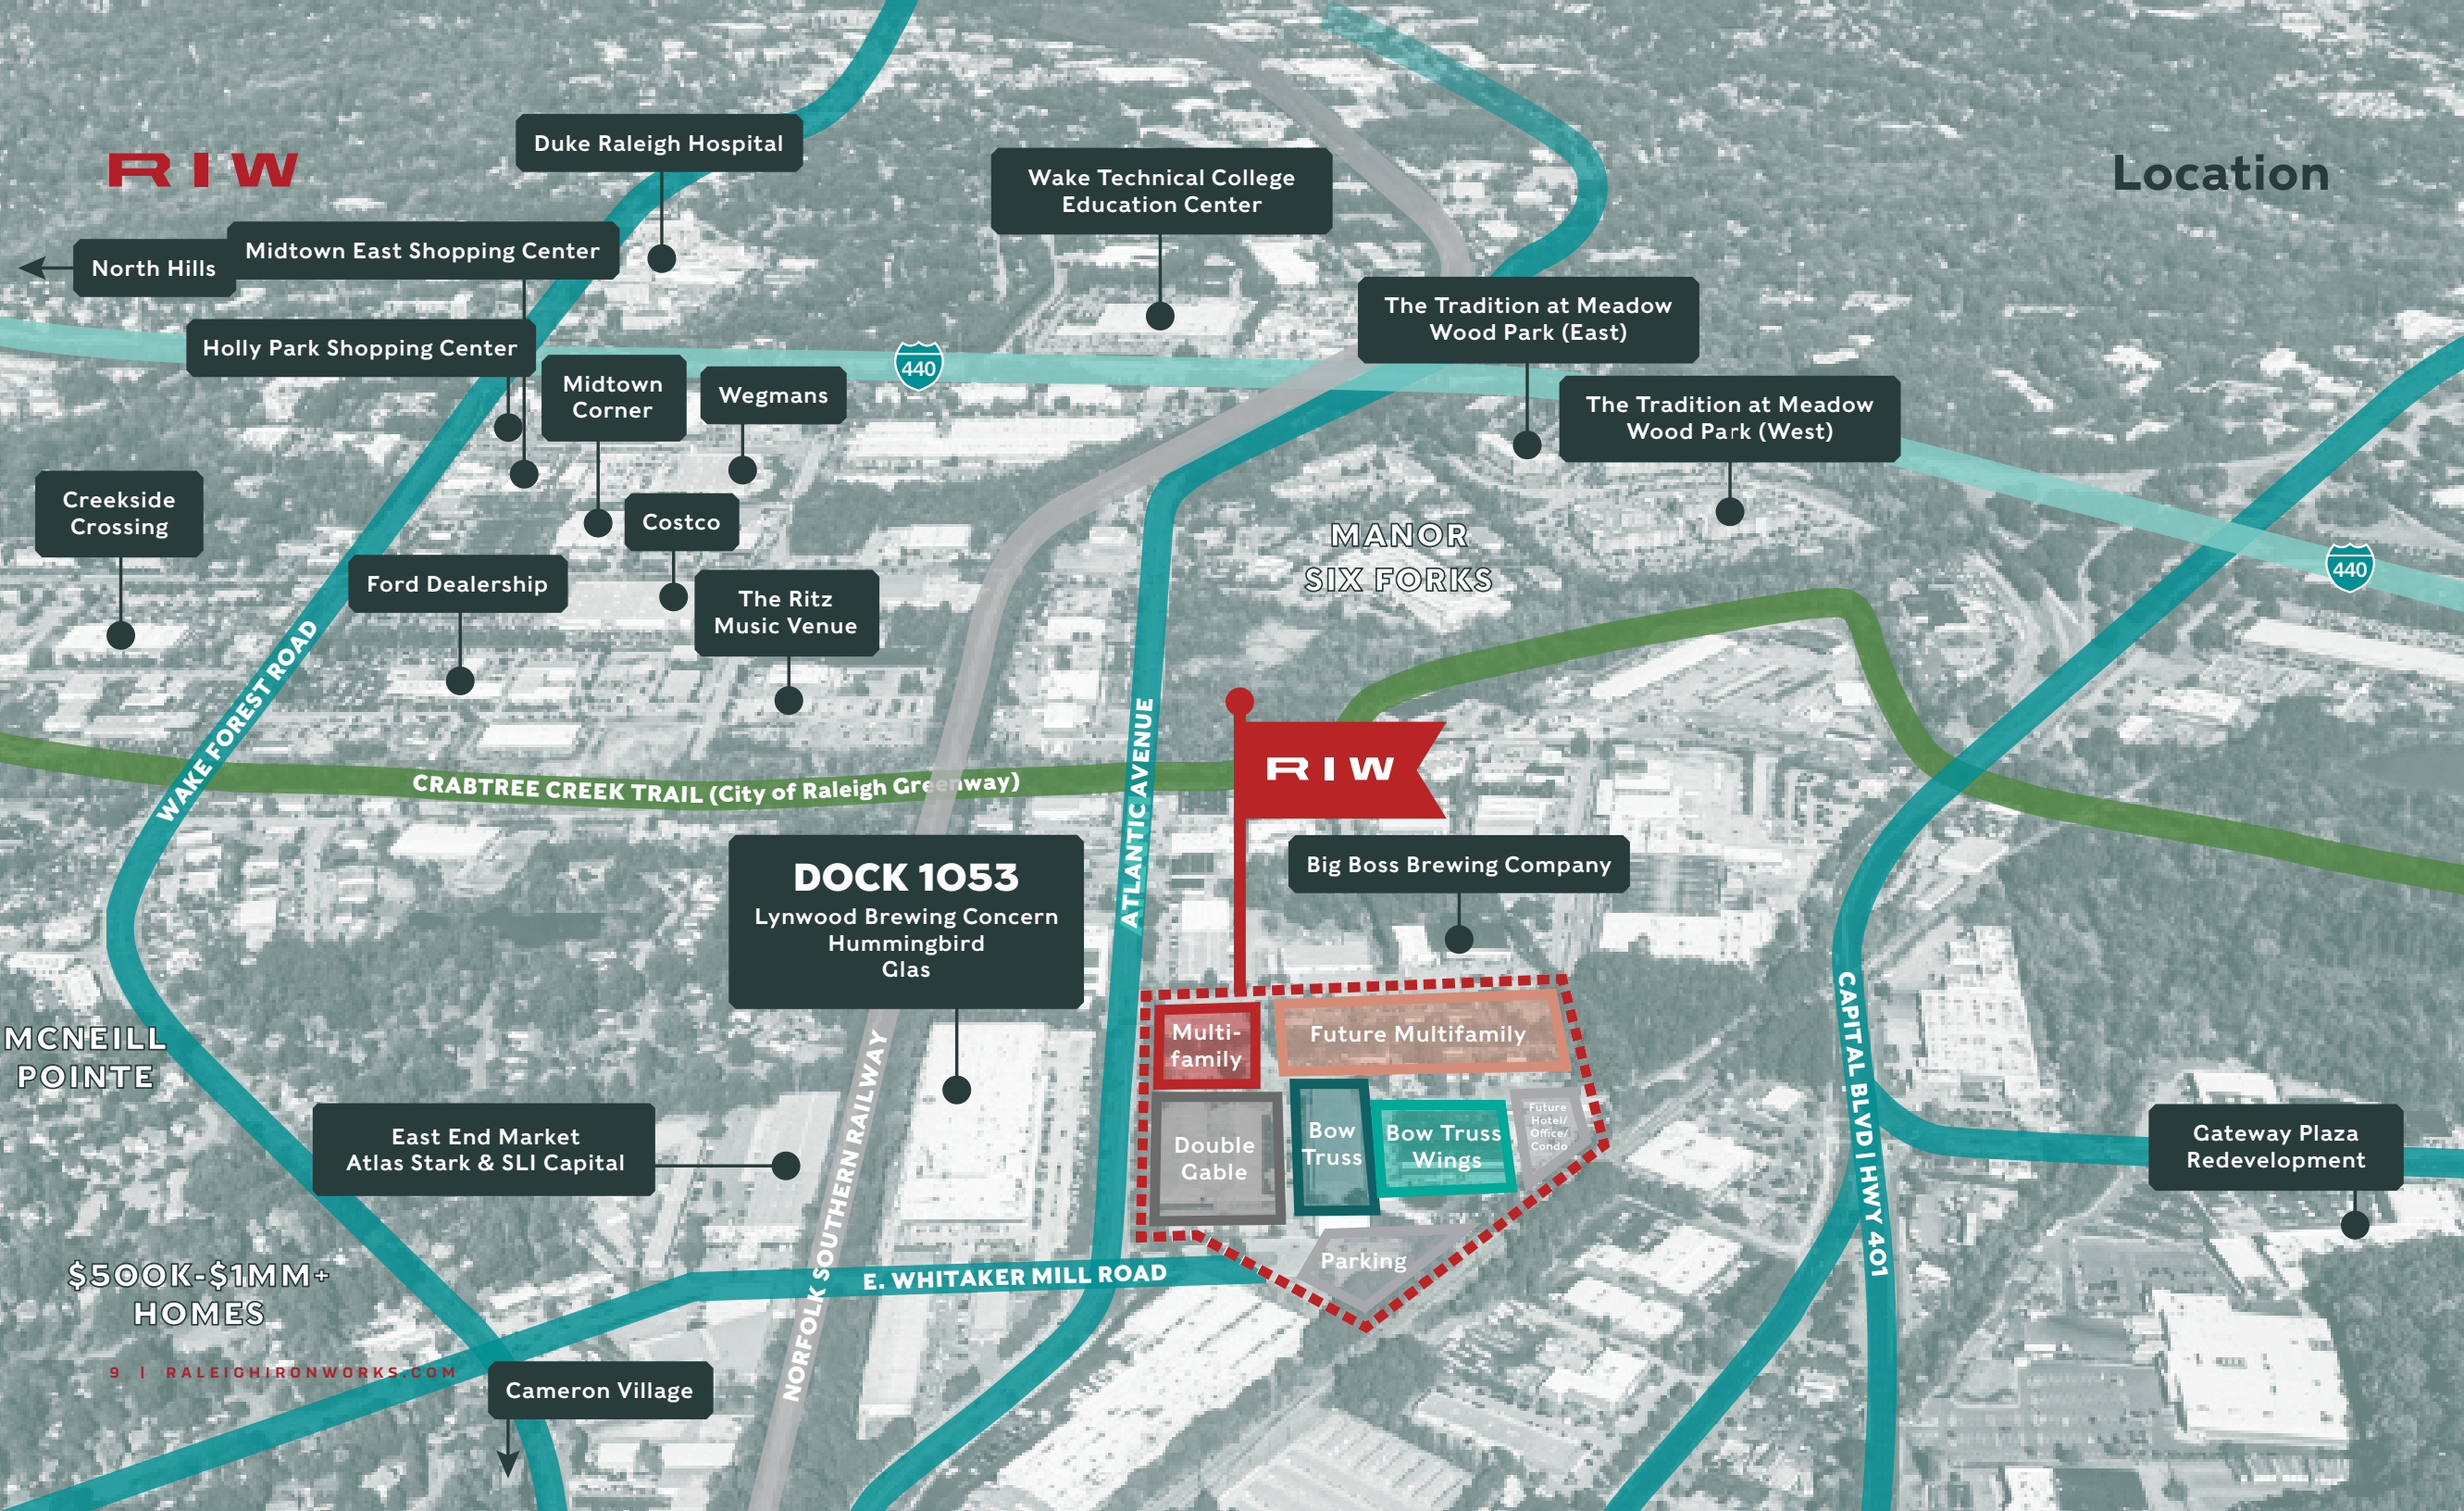 RIW
Location
Duke Raleigh Hospital
Wake Technical College
Education Center
North Hills
Midtown East Shopping Center
The Tradition at Meadow
Wood Park (East)
Holly Park Shopping Center
440
Midtown
Corner
Wegmans
The Tradition at Meadow
Wood Park (West)
Creekside
Crossing
Costco
MANOR
SIX FORKS
440
Ford Dealership
The Ritz
Music Venue
WAKE FOREST ROAD
CRABTREE CREEK TRAIL (City of Raleigh Greenway)
ATLANTIC AVENUE
RIW
Big Boss Brewing Company
DOCK 1053
Lynwood Brewing Concern
Hummingbird
Glas
MCNEILL
POINTE
Multi-
family
Future Multifamily
CAPITAL BLVD | HWY 401
NORFOLK SOUTHERN RAILWAY
East End Market
Atlas Stark & SLI Capital
Double
Gable
Bow
Truss
Bow Truss
Wings
Future
Hotel/
Office/
Condo
Gateway Plaza
Redevelopment
Parking
E. WHITAKER MILL ROAD
$500K-$1MM+
HOMES
9 | RALEIGHIRONWORKS.COM
Cameron Village